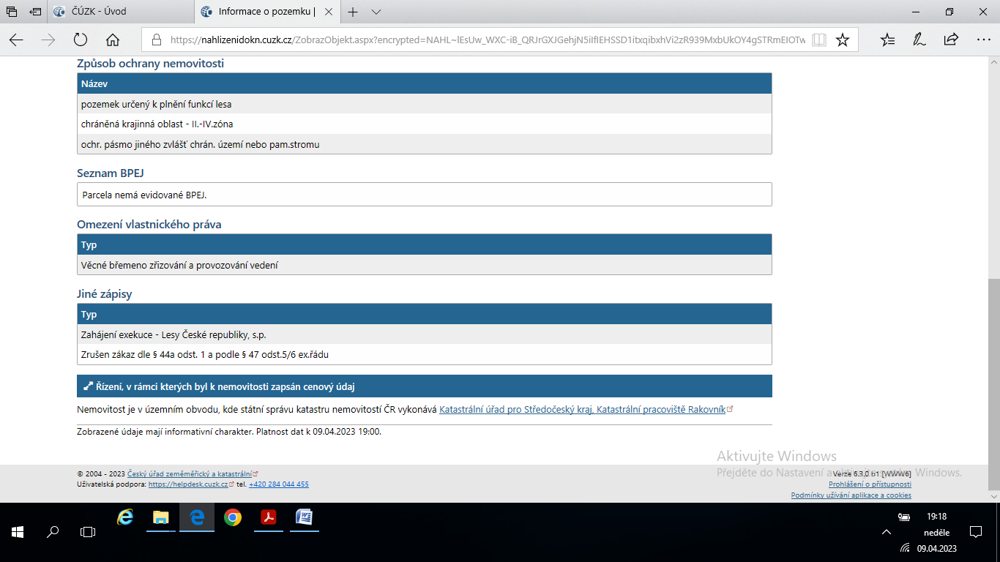 ČÚZK - Úvod
Informace o pozemku |
https://nahlizenidokn.cuzk.cz/ZobrazObjekt.aspx?encrypted=
Způsob ochrany nemovitosti
Název
pozemek určený k plnění funkcí lesa
chráněná krajinná oblast - II.-IV.zóna
ochr. pásmo jiného zvlášť chrán. území nebo pam.stromu
Seznam BPEJ
Parcela nemá evidované BPEJ.
Omezení vlastnického práva
Typ
Věcné břemeno zřizování a provozování vedení
Jiné zápisy
Typ
Zahájení exekuce - Lesy České republiky, s.p.
Zrušen zákaz dle § 44a odst. 1 a podle § 47 odst.5/6 ex.řádu
Řízení, v rámci kterých byl k nemovitosti zapsán cenový údaj
Nemovitost je v územním obvodu, kde státní správu katastru nemovitostí ČR vykonává Katastrální úřad pro Středočeský kraj, Katastrální pracoviště Rakovník
Zobrazené údaje mají informativní charakter. Platnost dat k 09.04.2023 19:00.
Aktivujte Windows
Přejděte do Nastavení a aktivujte systém Windows.
© 2004 - 2023 Český úřad zeměměřický a katastrální
Verze 6.3.0 b1 [WWW6]
Uživatelská podpora: https://helpdesk.cuzk.cz tel. +420 284 044 455
Prohlášení o přístupnosti
Podmínky užívání aplikace a cookies
19:18
neděle
09.04.2023